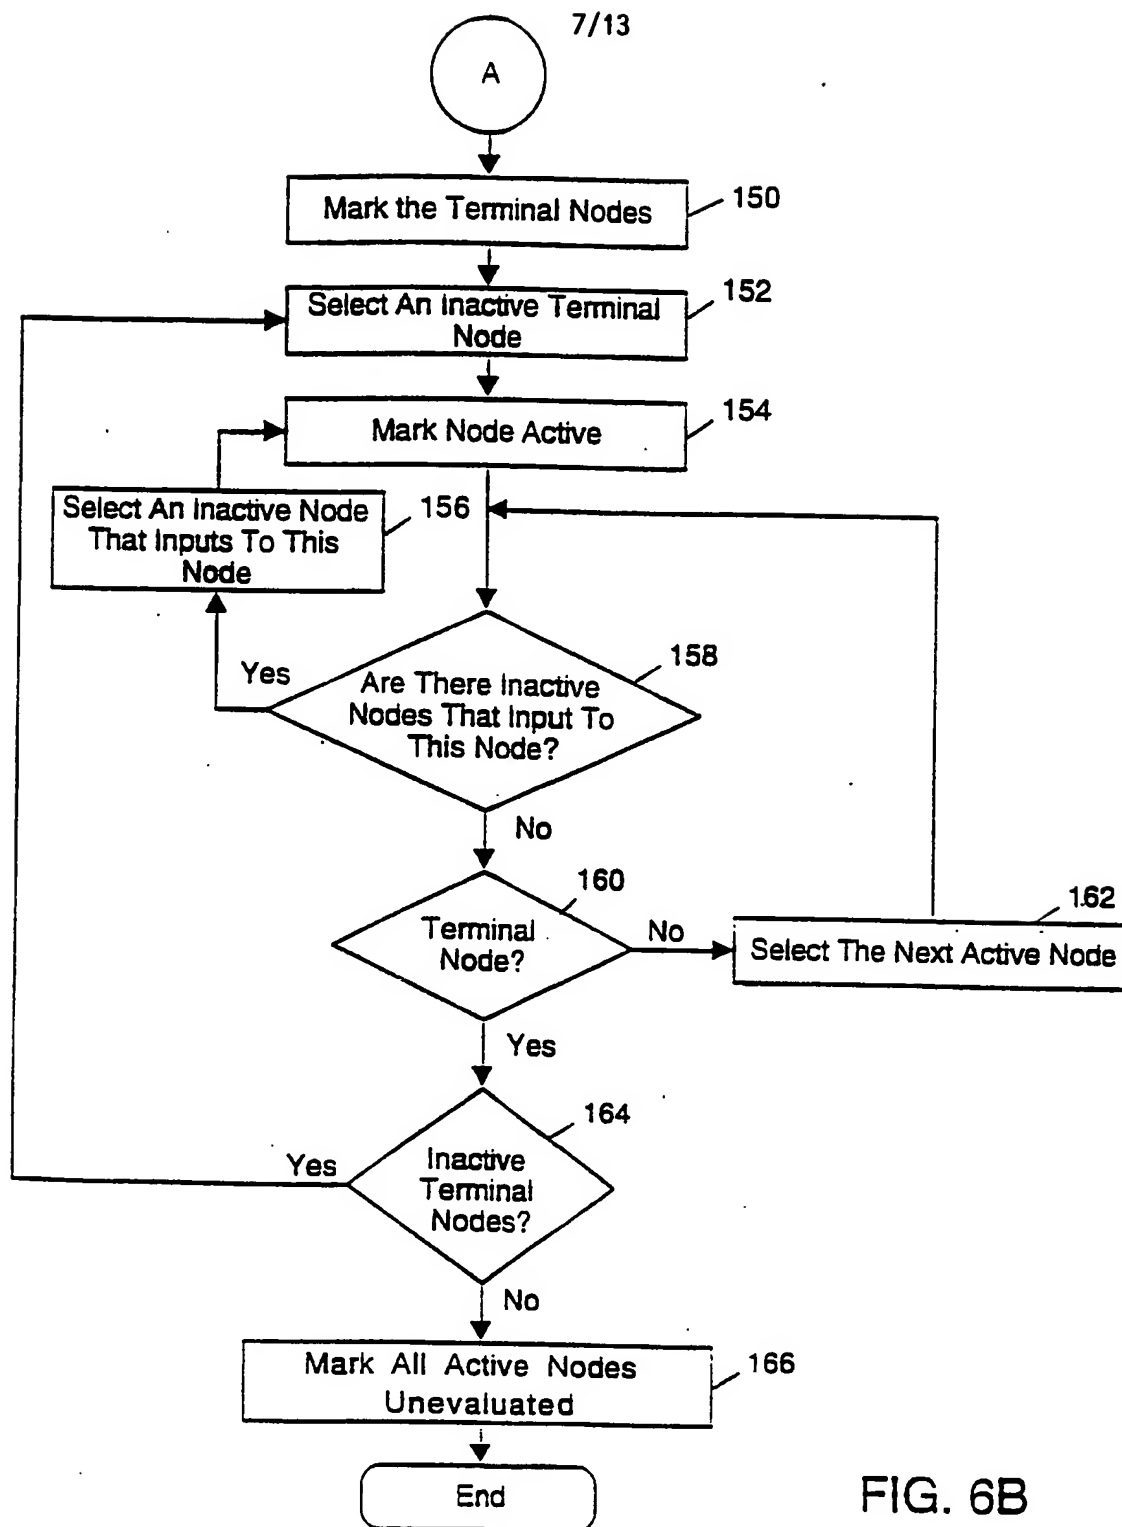 7/13
A
Mark the Terminal Nodes
150
Select An Inactive Terminal
Node
152
Mark Node Active
154
Select An Inactive Node
That Inputs To This
Node
156
Yes
Are There Inactive
Nodes That Input To
This Node?
158
No
Terminal
Node?
160
No
Select The Next Active Node
162
Yes
Inactive
Terminal
Nodes?
164
Yes
No
Mark All Active Nodes
Unevaluated
166
End
FIG. 6B